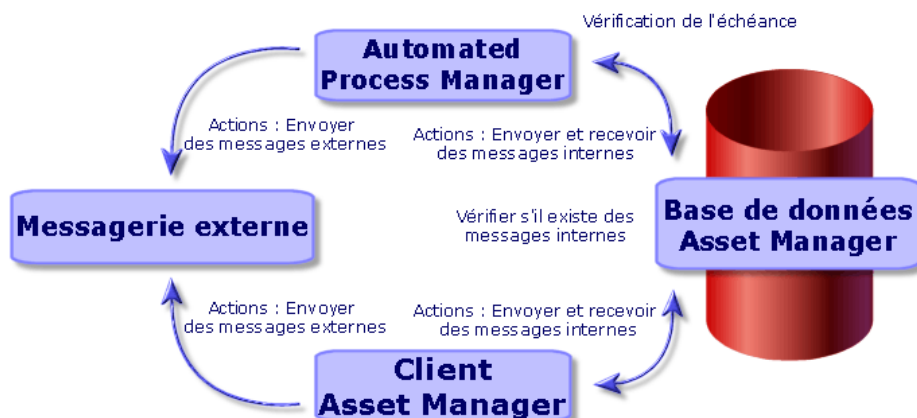 Vérification de l'échéance
Automated
Process Manager
Actions : Envoyer
des messages externes
Actions : Envoyer et recevoir
des messages internes
Messagerie externe
Vérifier s'il existe des
messages internes
Base de données
Asset Manager
Actions : Envoyer
des messages externes
Actions : Envoyer et recevoir
des messages internes
Client
Asset Manager